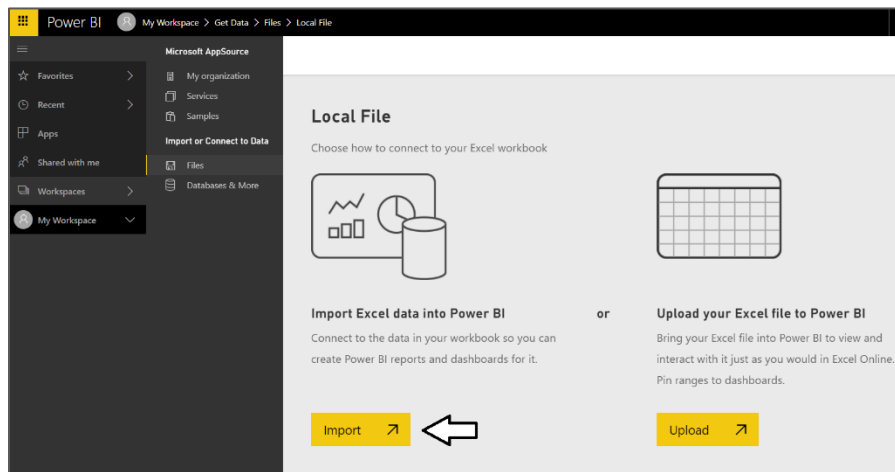 Power BI
My Workspace > Get Data > Files > Local File
Favorites
Recent
Apps
Shared with me
Workspaces
My Workspace
Microsoft AppSource
My organization
Services
Samples
Import or Connect to Data
Files
Databases & More
Local File
Choose how to connect to your Excel workbook
Import Excel data into Power BI
Connect to the data in your workbook so you can
create Power BI reports and dashboards for it.
Import
or
Upload your Excel file to Power BI
Bring your Excel file into Power BI to view and
interact with it just as you would in Excel Online.
Pin ranges to dashboards.
Upload